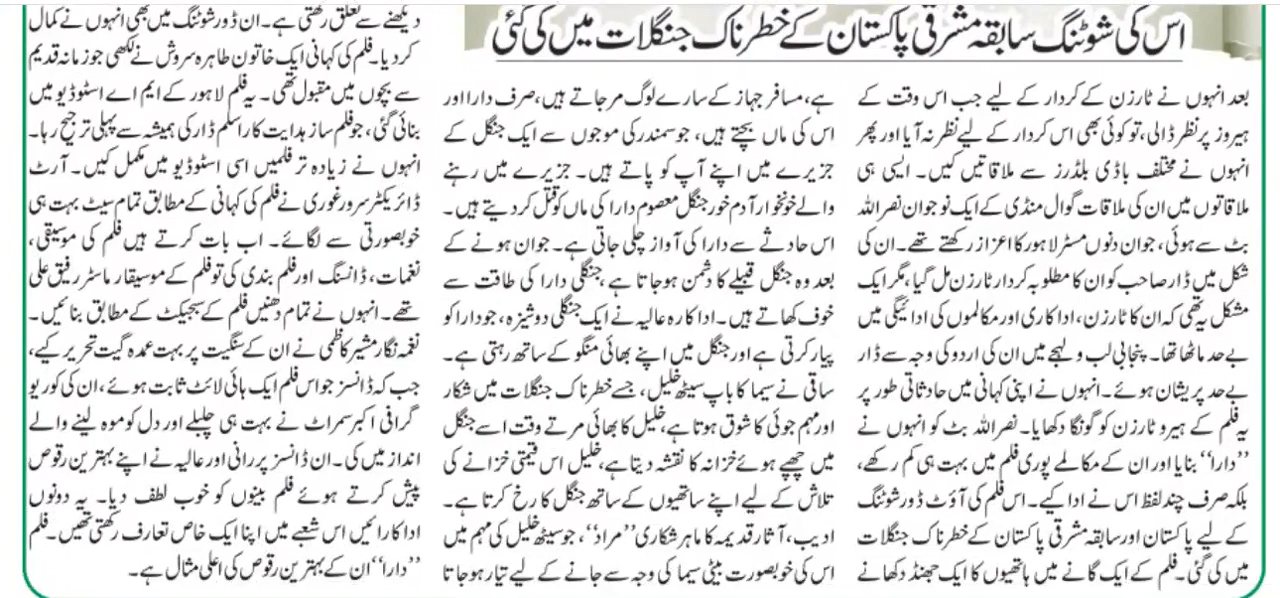 اس کی شوٹنگ سابقہ مشرقی پاکستان کے خطرناک جنگلات میں کی گئی
بعد انہوں نے ٹارزن کے کردار کے لیے جب اس وقت کے
ہیروز پر نظر ڈالی، تو کوئی بھی اس کردار کے لیے نظر نہ آیا اور پھر
انہوں نے مختلف باڈی بلڈرز سے ملاقاتیں کیں۔ ایسی ہی
ملاقاتوں میں ان کی ملاقات گوال منڈی کے ایک نوجوان نصر اللہ
بٹ سے ہوئی، جو ان دنوں مسٹر لاہور کا اعزاز رکھتے تھے۔ ان کی
شکل میں ڈار صاحب کو ان کا مطلوبہ کردار ٹارزن مل گیا، مگر ایک
مشکل یہ تھی کہ ان کا ٹارزن، اداکاری اور مکالموں کی ادائیگی میں
بے حد ماٹھا تھا۔ پنجابی لب و لہجے میں ان کی اردو کی وجہ سے ڈار
بے حد پریشان ہوئے۔ انہوں نے اپنی کہانی میں حادثاتی طور پر
یہ فلم کے ہیرو ٹارزن کو گونگا دکھایا۔ نصر اللہ بٹ کو انہوں نے
’’دارا‘‘ بنایا اور ان کے مکالمے پوری فلم میں بہت ہی کم رکھے،
بلکہ صرف چند لفظ اس نے ادا کیے۔ اس فلم کی آؤٹ ڈور شوٹنگ
کے لیے پاکستان اور سابقہ مشرقی پاکستان کے خطرناک جنگلات
میں کی گئی۔ فلم کے ایک گانے میں ہاتھیوں کا ایک جھنڈ دکھانے
ہے، مسافر جہاز کے سارے لوگ مر جاتے ہیں، صرف دارا اور
اس کی ماں بچتے ہیں، جو سمندر کی موجوں سے ایک جنگل کے
جزیرے میں اپنے آپ کو پاتے ہیں۔ جزیرے میں رہنے
والے خونخوار آدم خور جنگل معصوم دارا کی ماں کو قتل کر دیتے ہیں۔
اس حادثے سے دارا کی آواز چلی جاتی ہے۔ جوان ہونے کے
بعد وہ جنگل قبیلے کا دشمن ہو جاتا ہے، جنگلی دارا کی طاقت سے
خوف کھاتے ہیں۔ اداکارہ عالیہ نے ایک جنگلی دوشیزہ، جو دارا کو
پیار کرتی ہے اور جنگل میں اپنے بھائی منگو کے ساتھ رہتی ہے۔
ساقی نے سیما کا باپ سیٹھ خلیل، جسے خطرناک جنگلات میں شکار
اور مہم جوئی کا شوق ہوتا ہے، خلیل کا بھائی مرتے وقت اسے جنگل
میں چھپے ہوئے خزانہ کا نقشہ دیتا ہے، خلیل اس قیمتی خزانے کی
تلاش کے لیے اپنے ساتھیوں کے ساتھ جنگل کا رخ کرتا ہے۔
ادیب، آثار قدیمہ کا ماہر شکاری ’’مراد‘‘، جو سیٹھ خلیل کی مہم میں
اس کی خوبصورت بیٹی سیما کی وجہ سے جانے کے لیے تیار ہو جاتا
دیکھنے سے تعلق رکھتی ہے۔ ان ڈور شوٹنگ میں بھی انہوں نے کمال
کر دیا۔ فلم کی کہانی ایک خاتون طاہرہ سروش نے لکھی جو زمانہ قدیم
سے بچوں میں مقبول تھی۔ یہ فلم لاہور کے ایم اے اسٹوڈیو میں
بنائی گئی، جو فلم ساز ہدایت کار اسلم ڈار کی ہمیشہ سے پہلی ترجیح رہا۔
انہوں نے زیادہ تر فلمیں اسی اسٹوڈیو میں مکمل کیں۔ آرٹ
ڈائریکٹر سرور غوری نے فلم کی کہانی کے مطابق تمام سیٹ بہت ہی
خوبصورتی سے لگائے۔ اب بات کرتے ہیں فلم کی موسیقی،
نغمات، ڈانسنگ اور فلم بندی کی تو فلم کے موسیقار ماسٹر رفیق علی
تھے۔ انہوں نے تمام دھنیں فلم کے سبجیکٹ کے مطابق بنائیں۔
نغمہ نگار مشیر کاظمی نے ان کے سنگیت پر بہت عمدہ گیت تحریر کیے،
جب کہ ڈانسز جو اس فلم ایک ہائی لائٹ ثابت ہوئے، ان کی کوریو
گرافی اکبر سمراٹ نے بہت ہی چلبلے اور دل کو موہ لینے والے
انداز میں کی۔ ان ڈانسز پر رانی اور عالیہ نے اپنے بہترین رقوص
پیش کرتے ہوئے فلم بینوں کو خوب لطف دیا۔ یہ دونوں
اداکارائیں اس شعبے میں اپنا ایک خاص تعارف رکھتی تھیں۔ فلم
’’دارا‘‘ ان کے بہترین رقوص کی اعلیٰ مثال ہے۔